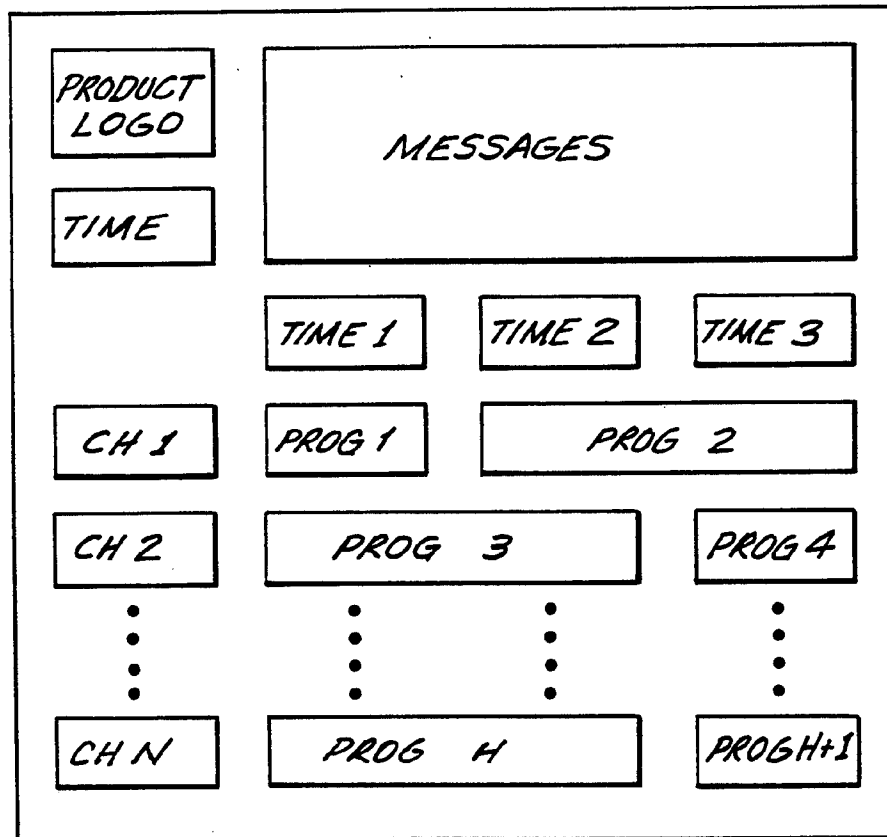 PRODUCT
LOGO
MESSAGES
TIME
TIME 1
TIME 2
TIME 3
CH 1
PROG 1
PROG 2
CH 2
PROG 3
PROG 4
CH N
PROG H
PROG H+1